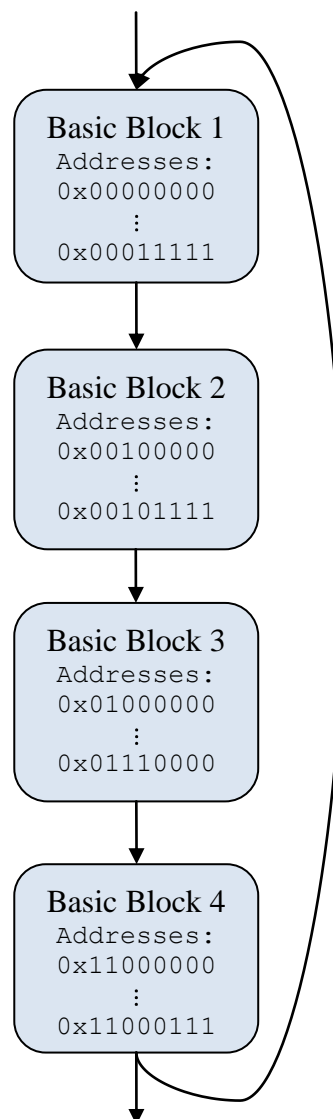 Basic Block 1
Addresses:
0x00000000
⋮
0x00011111
Basic Block 2
Addresses:
0x00100000
⋮
0x00101111
Basic Block 3
Addresses:
0x01000000
⋮
0x01110000
Basic Block 4
Addresses:
0x11000000
⋮
0x11000111